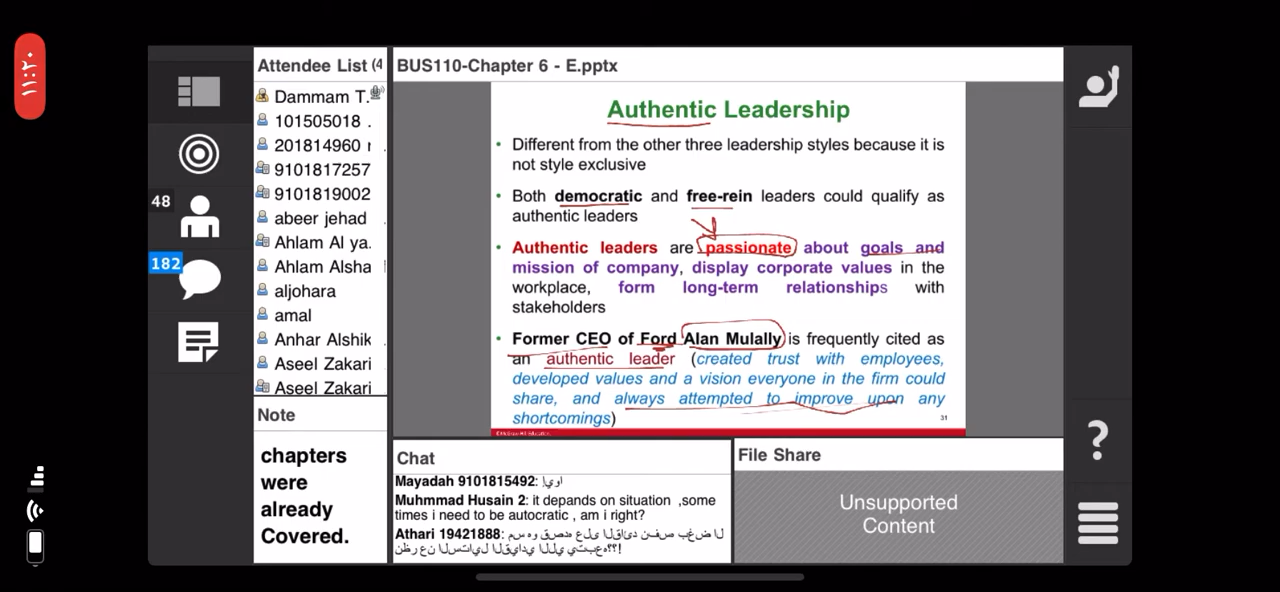 ١١:٢٠
48
182
Attendee List (4
Dammam T.
101505018 .
201814960
9101817257
9101819002
abeer jehad
Ahlam Al ya.
Ahlam Alsha
aljohara
amal
Anhar Alshik
Aseel Zakari
Aseel Zakari
Note
chapters
were
already
Covered.
BUS110-Chapter 6 - E.pptx
Authentic Leadership
• Different from the other three leadership styles because it is
not style exclusive
• Both democratic and free-rein leaders could qualify as
authentic leaders
• Authentic leaders are passionate about goals and
mission of company, display corporate values in the
workplace, form long-term relationships with
stakeholders
• Former CEO of Ford Alan Mulally is frequently cited as
an authentic leader (created trust with employees,
developed values and a vision everyone in the firm could
share, and always attempted to improve upon any
shortcomings)
31
Chat
Mayadah 9101815492: إيوا
Muhmmad Husain 2: it depands on situation ,some
times i need to be autocratic , am i right?
Athari 19421888: مس هو قصده على القائد نفس بغض ال
نظر عن الستايل القيادي اللي يتبعه؟؟!
File Share
Unsupported
Content
?